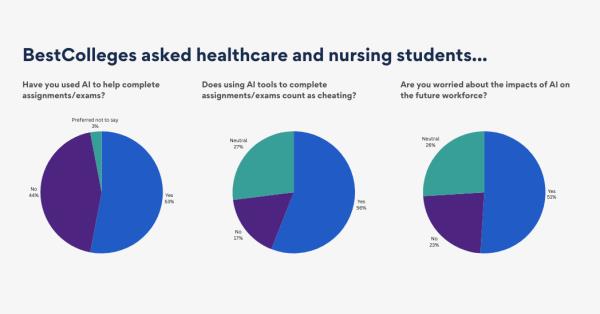 BestColleges asked healthcare and nursing students...
Have you used AI to help complete
assignments/exams?
Preferred not to say
3%
No
44%
Yes
53%
Does using AI tools to complete
assignments/exams count as cheating?
Neutral
27%
No
17%
Yes
56%
Are you worried about the impacts of AI on
the future workforce?
Neutral
26%
No
23%
Yes
51%